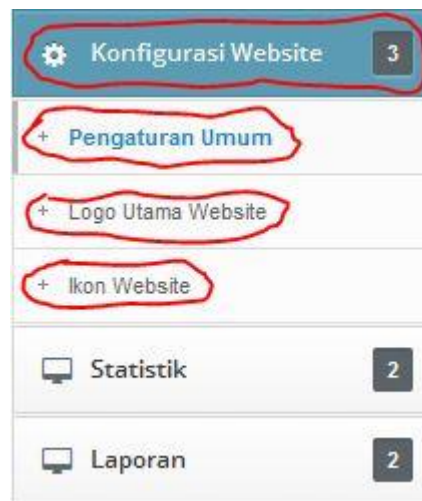 Konfigurasi Website 3
+ Pengaturan Umum
+ Logo Utama Website
+ Ikon Website
Statistik 2
Laporan 2